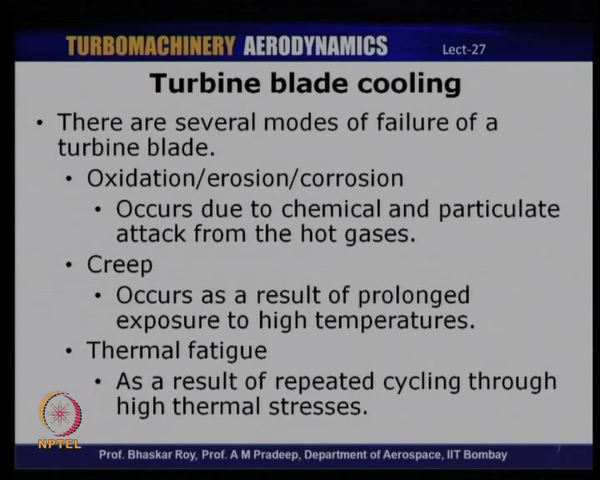 TURBOMACHINERY AERODYNAMICS Lect-27
Turbine blade cooling
• There are several modes of failure of a
turbine blade.
• Oxidation/erosion/corrosion
• Occurs due to chemical and particulate
attack from the hot gases.
• Creep
• Occurs as a result of prolonged
exposure to high temperatures.
• Thermal fatigue
• As a result of repeated cycling through
high thermal stresses.
NPTEL
Prof. Bhaskar Roy, Prof. A M Pradeep, Department of Aerospace, IIT Bombay
7